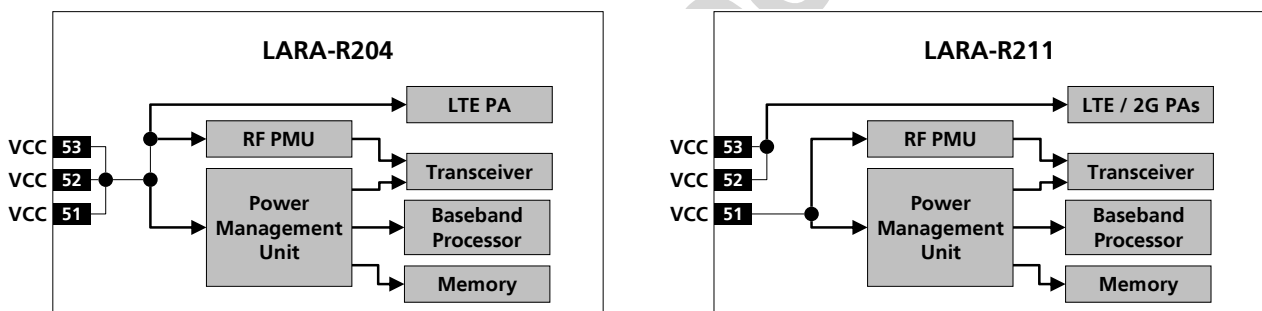 LARA-R204
LTE PA
RF PMU
VCC 53
VCC 52
VCC 51
Transceiver
Power
Management
Unit
Baseband
Processor
Memory
LARA-R211
LTE / 2G PAs
RF PMU
VCC 53
VCC 52
VCC 51
Transceiver
Power
Management
Unit
Baseband
Processor
Memory